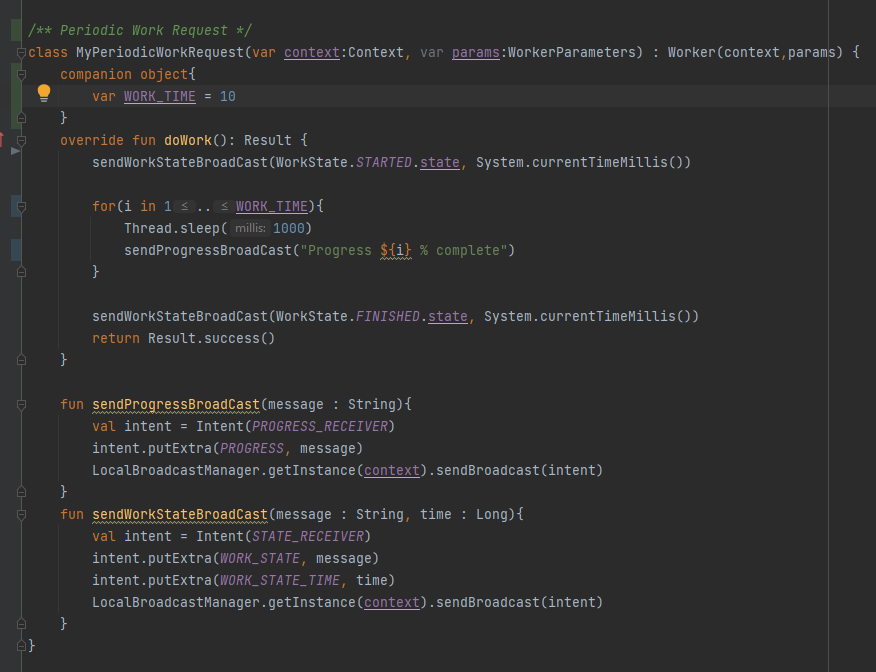 /** Periodic Work Request */
class MyPeriodicWorkRequest(var context:Context, var params:WorkerParameters) : Worker(context,params) {
    companion object{
        var WORK_TIME = 10
    }
    override fun doWork(): Result {
        sendWorkStateBroadCast(WorkState.STARTED.state, System.currentTimeMillis())

        for(i in 1 ≤ .. ≤ WORK_TIME){
            Thread.sleep( millis: 1000)
            sendProgressBroadCast("Progress ${i} % complete")
        }

        sendWorkStateBroadCast(WorkState.FINISHED.state, System.currentTimeMillis())
        return Result.success()
    }

    fun sendProgressBroadCast(message : String){
        val intent = Intent(PROGRESS_RECEIVER)
        intent.putExtra(PROGRESS, message)
        LocalBroadcastManager.getInstance(context).sendBroadcast(intent)
    }
    fun sendWorkStateBroadCast(message : String, time : Long){
        val intent = Intent(STATE_RECEIVER)
        intent.putExtra(WORK_STATE, message)
        intent.putExtra(WORK_STATE_TIME, time)
        LocalBroadcastManager.getInstance(context).sendBroadcast(intent)
    }
}